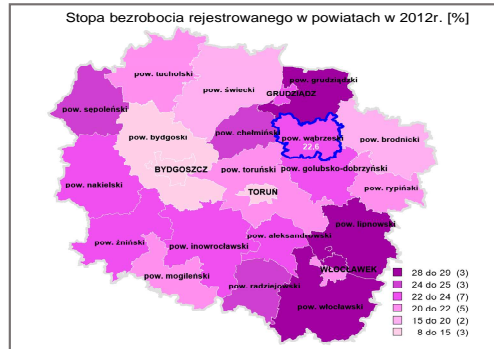 Stopa bezrobocia rejestrowanego w powiatach w 2012r. [%]
pow. tucholski
pow. grudziądzki
pow. świecki
GRUDZIĄDZ
pow. sępoleński
pow. chełmiński
pow. bydgoski
pow. wąbrzeski
22.6
pow. brodnicki
BYDGOSZCZ
pow. toruński
pow. golubsko-dobrzyński
pow. nakielski
TORUN
pow. rypiński
pow. lipnowski
pow. aleksandrowski
pow. żniński
pow. inowrocławski
WŁOCŁAWEK
pow. mogileński
pow. radziejowski
pow. włocławski
28 do 20 (3)
24 do 25 (3)
22 do 24 (7)
20 do 22 (5)
15 do 20 (2)
8 do 15 (3)